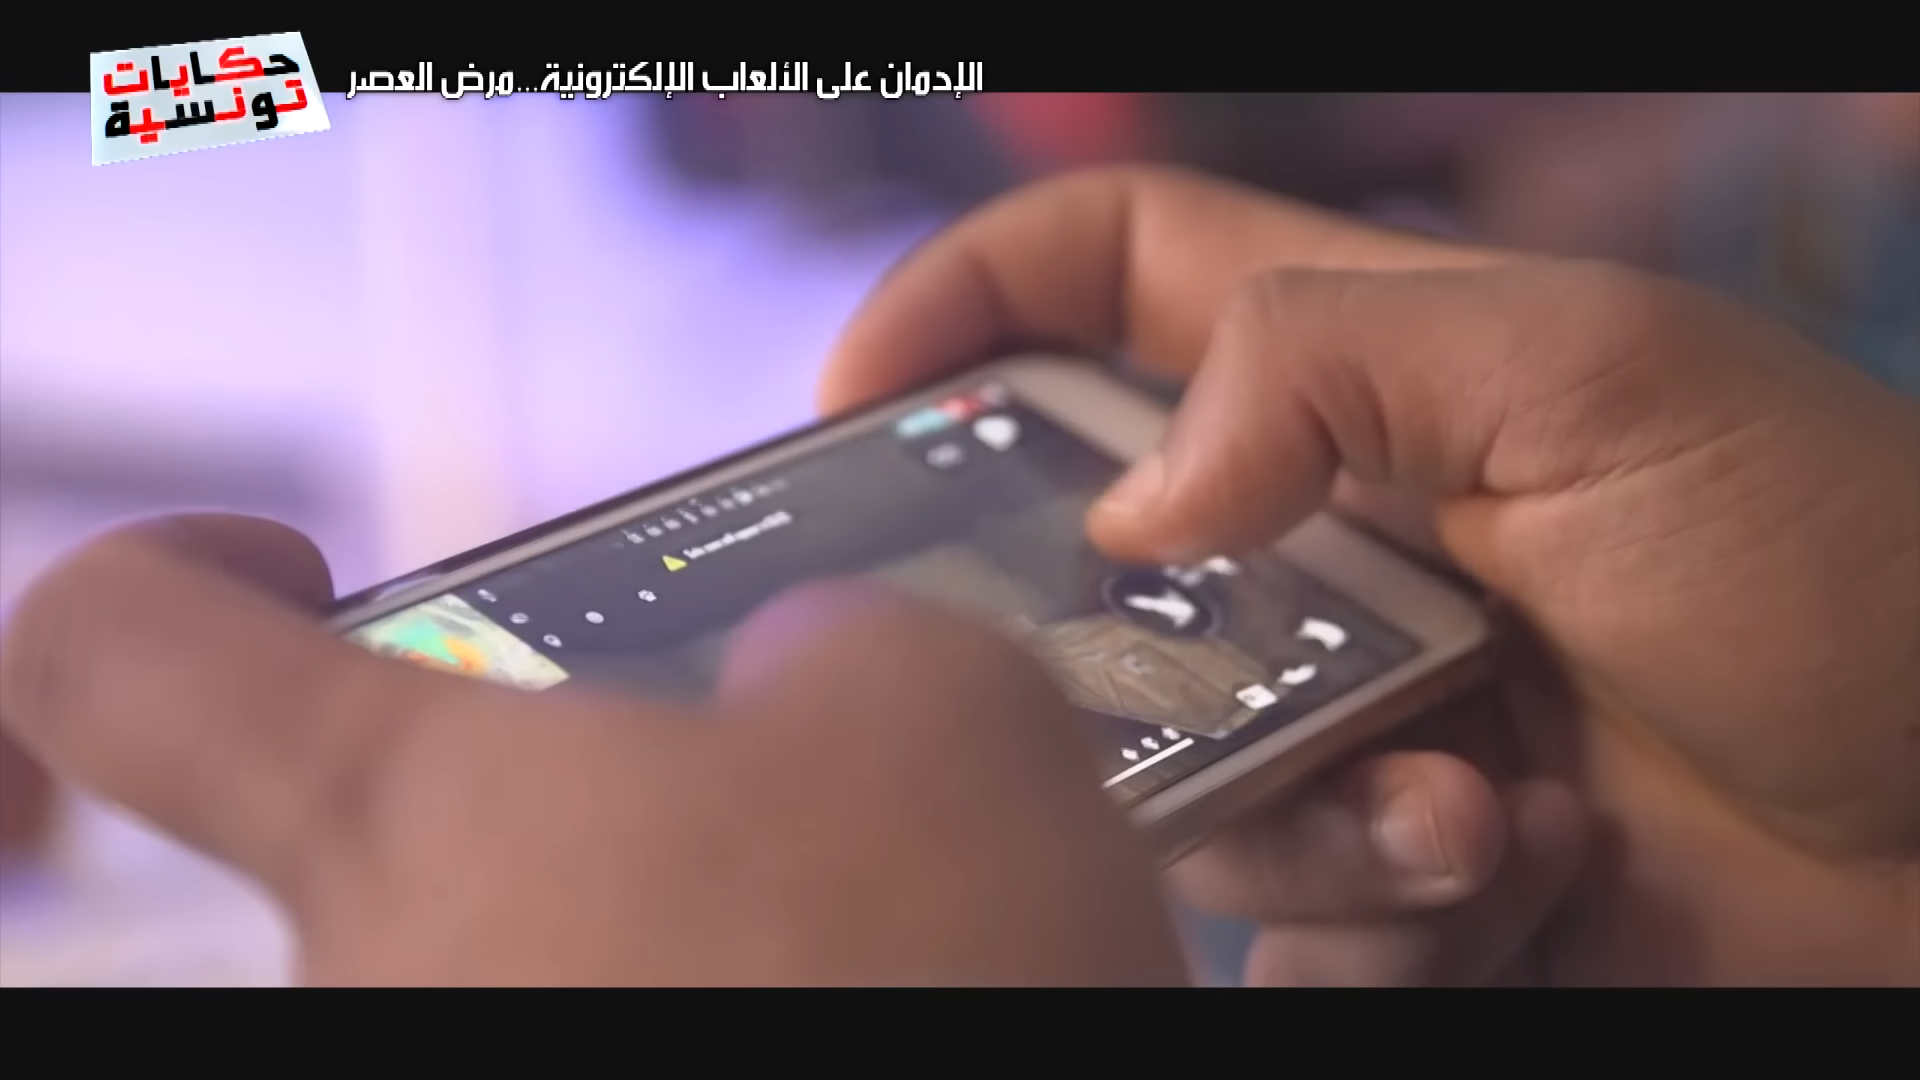 حكايات
تونسية
الإدمان على الألعاب الإلكترونية...مرض العصر